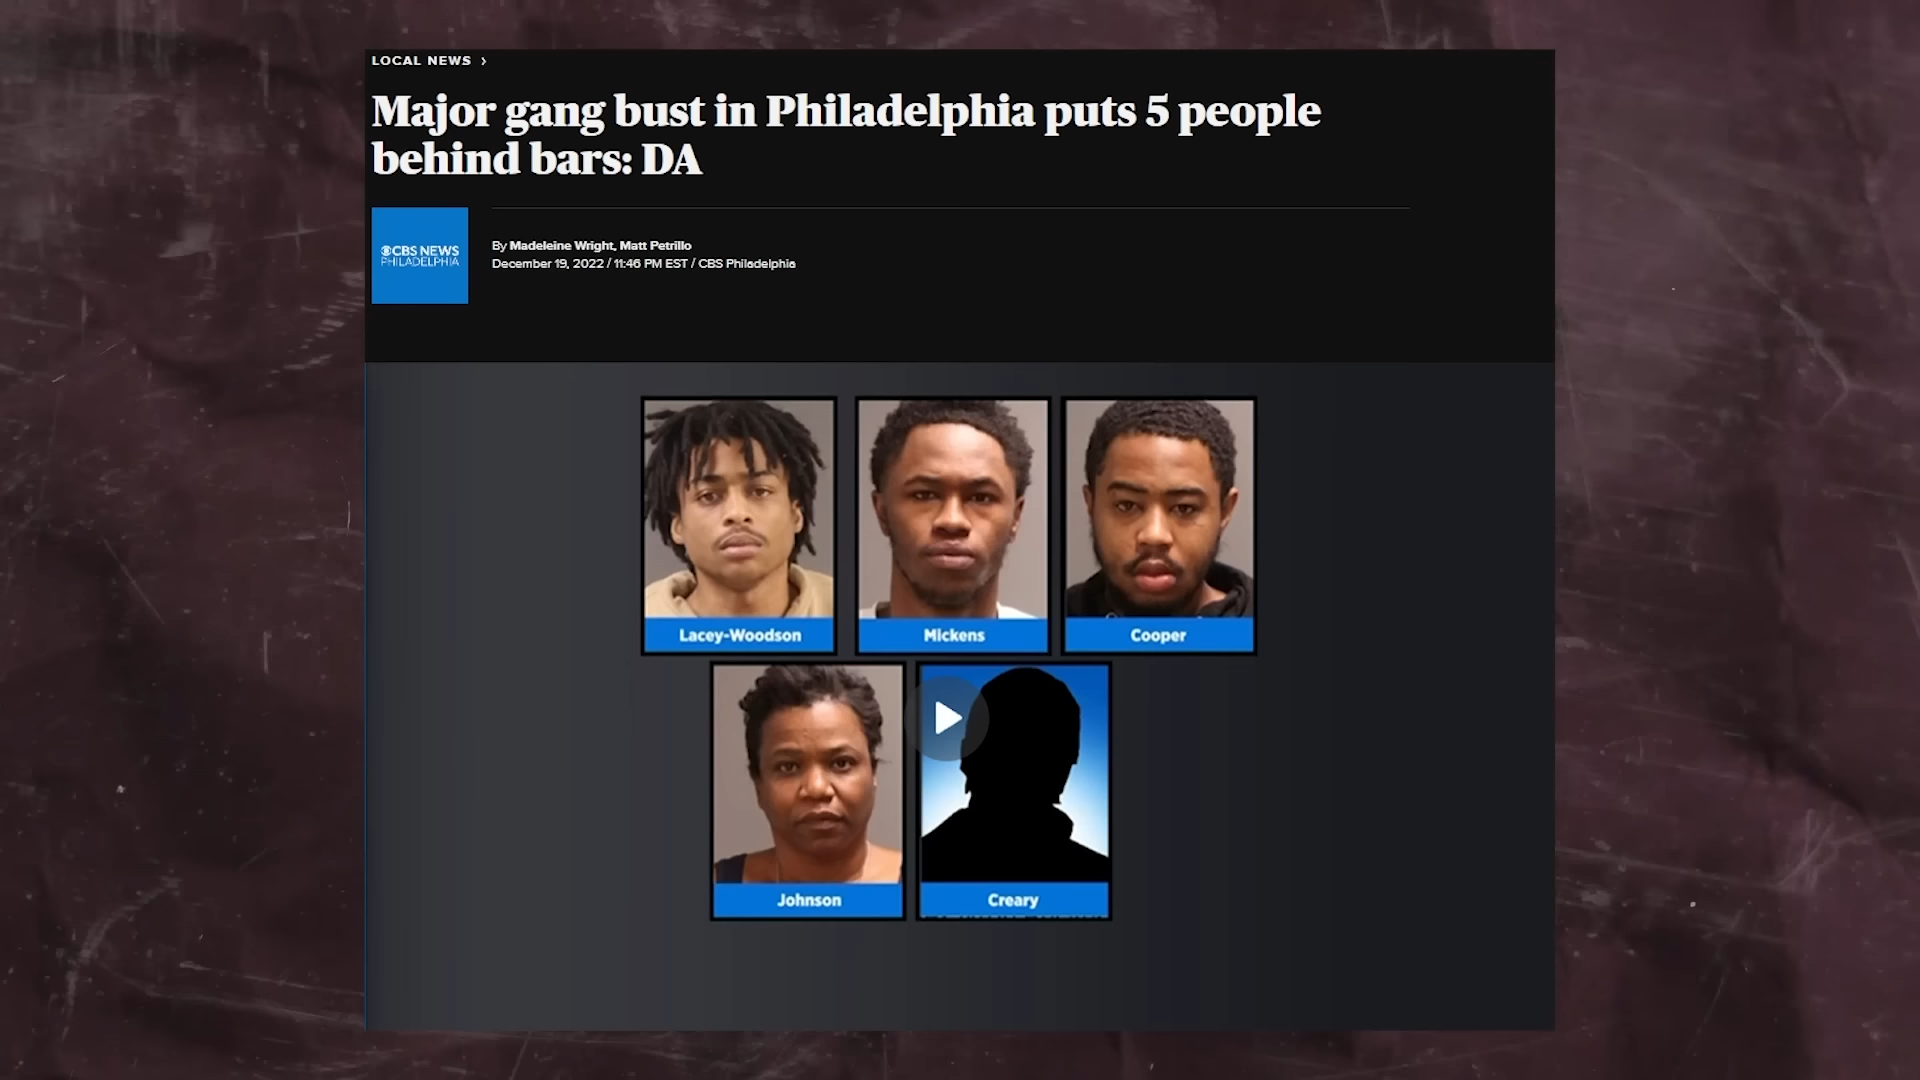 LOCAL NEWS ›
Major gang bust in Philadelphia puts 5 people
behind bars: DA
CBS NEWS
PHILADELPHIA
By Madeleine Wright, Matt Petrillo
December 19, 2022 / 11:46 PM EST / CBS Philadelphia
Lacey-Woodson
Mickens
Cooper
Johnson
Creary